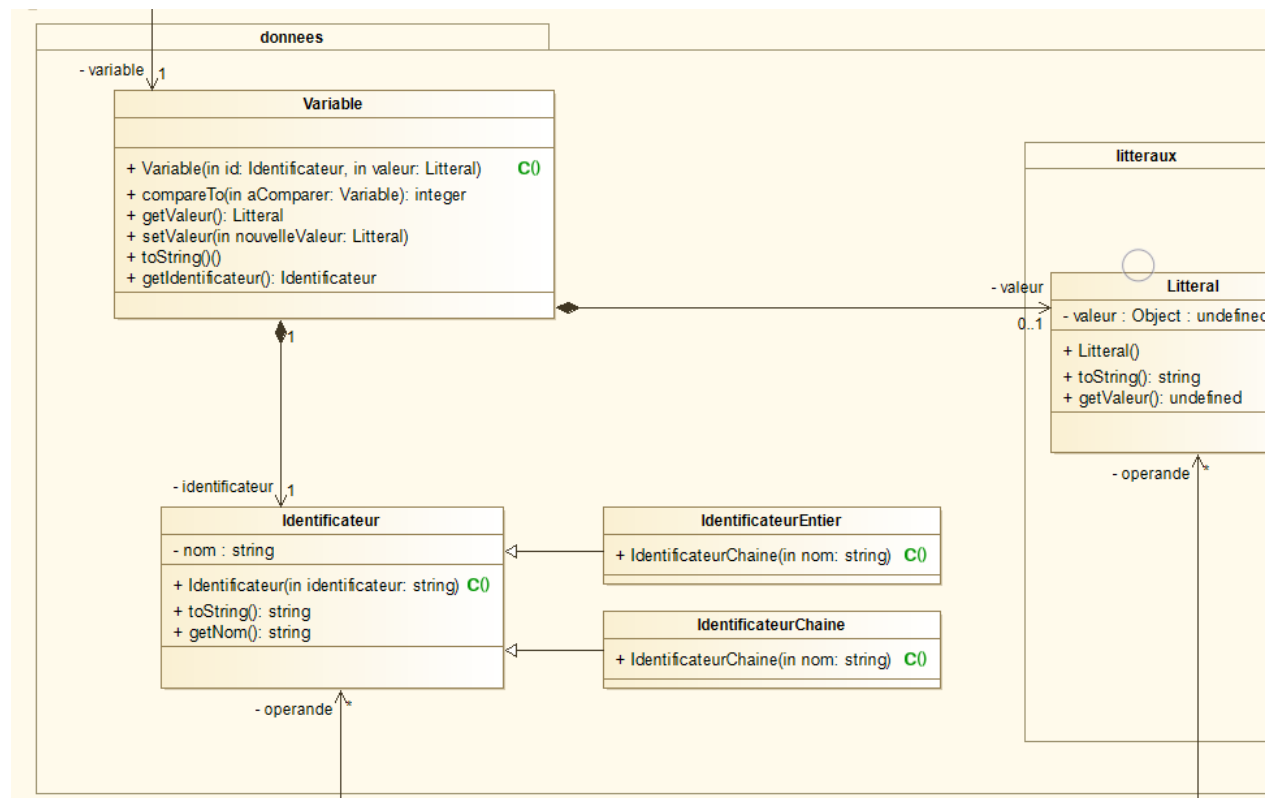 donnees
- variable
1
Variable
+ Variable(in id: Identificateur, in valeur: Litteral) C()
+ compareTo(in aComparer: Variable): integer
+ getValeur(): Litteral
+ setValeur(in nouvelleValeur: Litteral)
+ toString()()
+ getIdentificateur(): Identificateur
1
litteraux
- valeur
0..1
Litteral
- valeur : Object : undefined
+ Litteral()
+ toString(): string
+ getValeur(): undefined
- operande
*
- identificateur
1
Identificateur
- nom : string
+ Identificateur(in identificateur: string) C()
+ toString(): string
+ getNom(): string
IdentificateurEntier
+ IdentificateurChaine(in nom: string) C()
IdentificateurChaine
+ IdentificateurChaine(in nom: string) C()
- operande
*